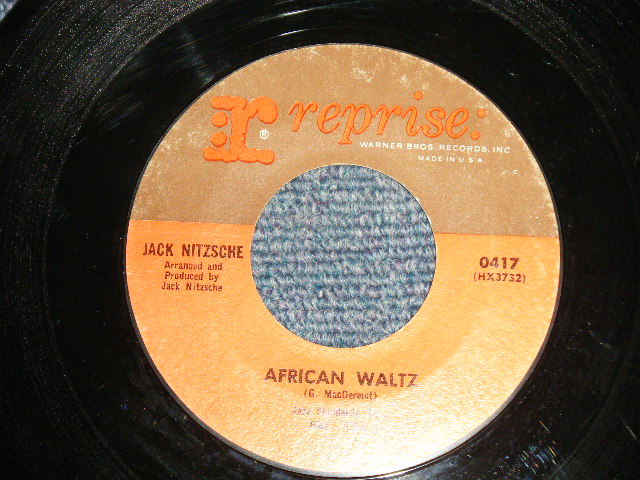 r® reprise:
WARNER BROS. RECORDS, INC
MADE IN U.S.A
JACK NITZSCHE
Arranged and
Produced by
Jack Nitzsche
0417
(HX3732)
AFRICAN WALTZ
(G. MacDermot)